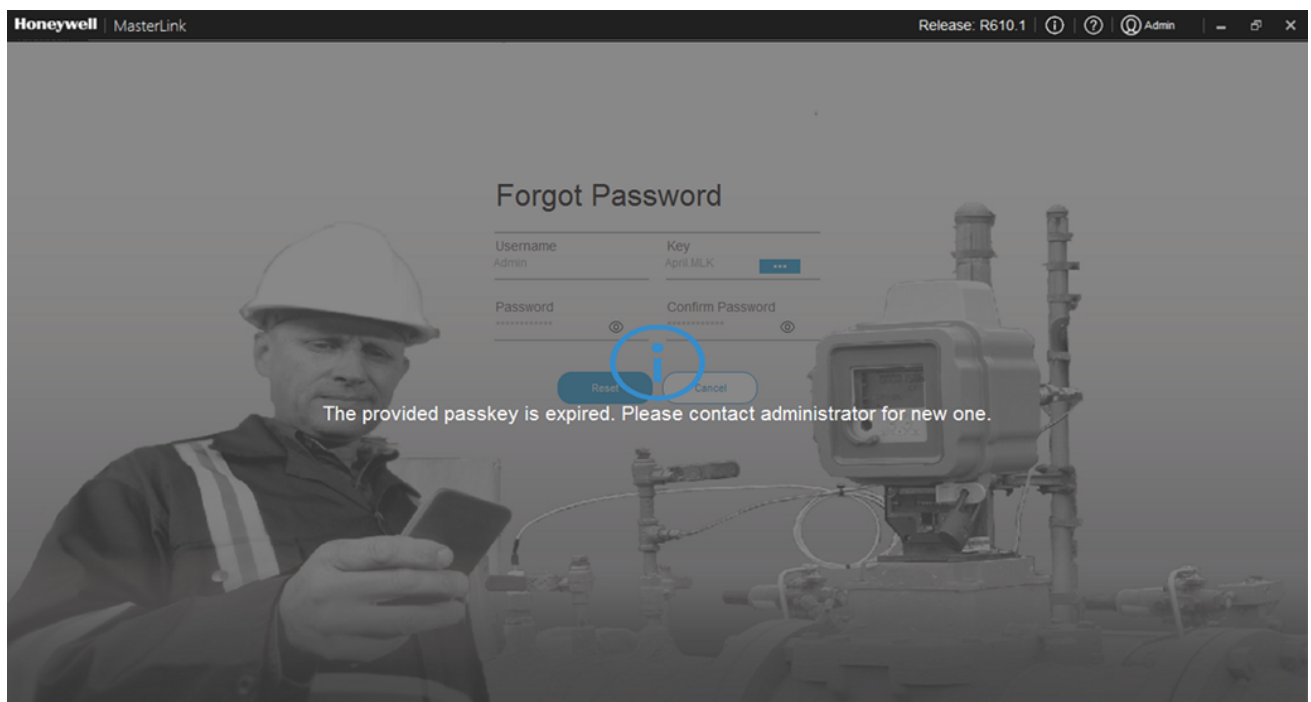 Honeywell | MasterLink
Release: R610.1 | Admin
Forgot Password
Username Key
Admin April.MLK ...
Password Confirm Password
*********** ***********
Reset Cancel
The provided passkey is expired. Please contact administrator for new one.